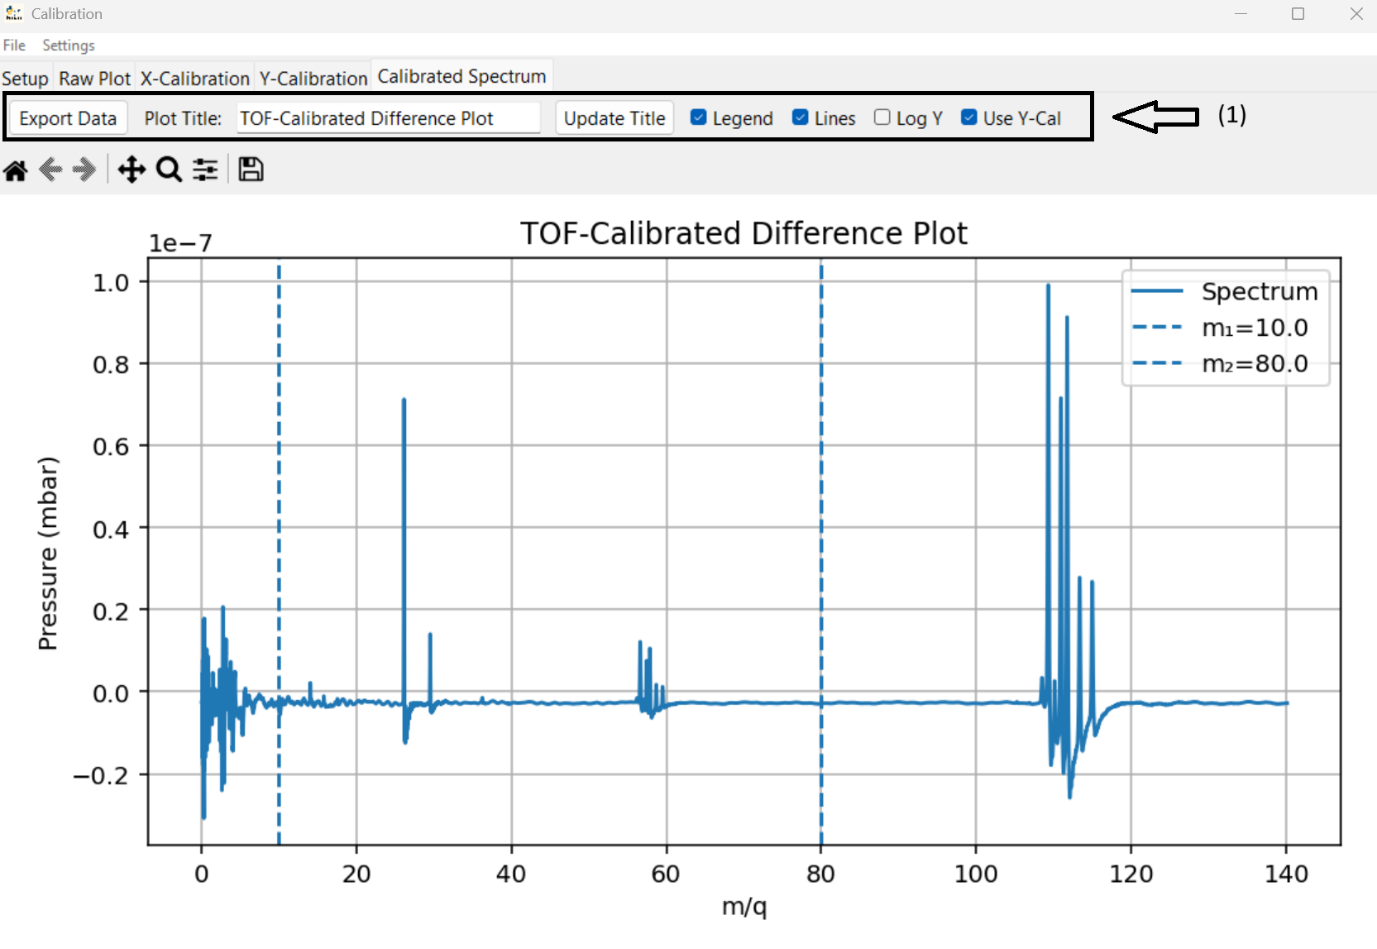 Calibration
File Settings
Setup Raw Plot X-Calibration Y-Calibration Calibrated Spectrum
Export Data Plot Title: TOF-Calibrated Difference Plot Update Title Legend Lines Log Y Use Y-Cal (1)
TOF-Calibrated Difference Plot
1e−7
1.0
0.8
0.6
0.4
0.2
0.0
−0.2
Pressure (mbar)
Spectrum
m₁=10.0
m₂=80.0
0 20 40 60 80 100 120 140
m/q